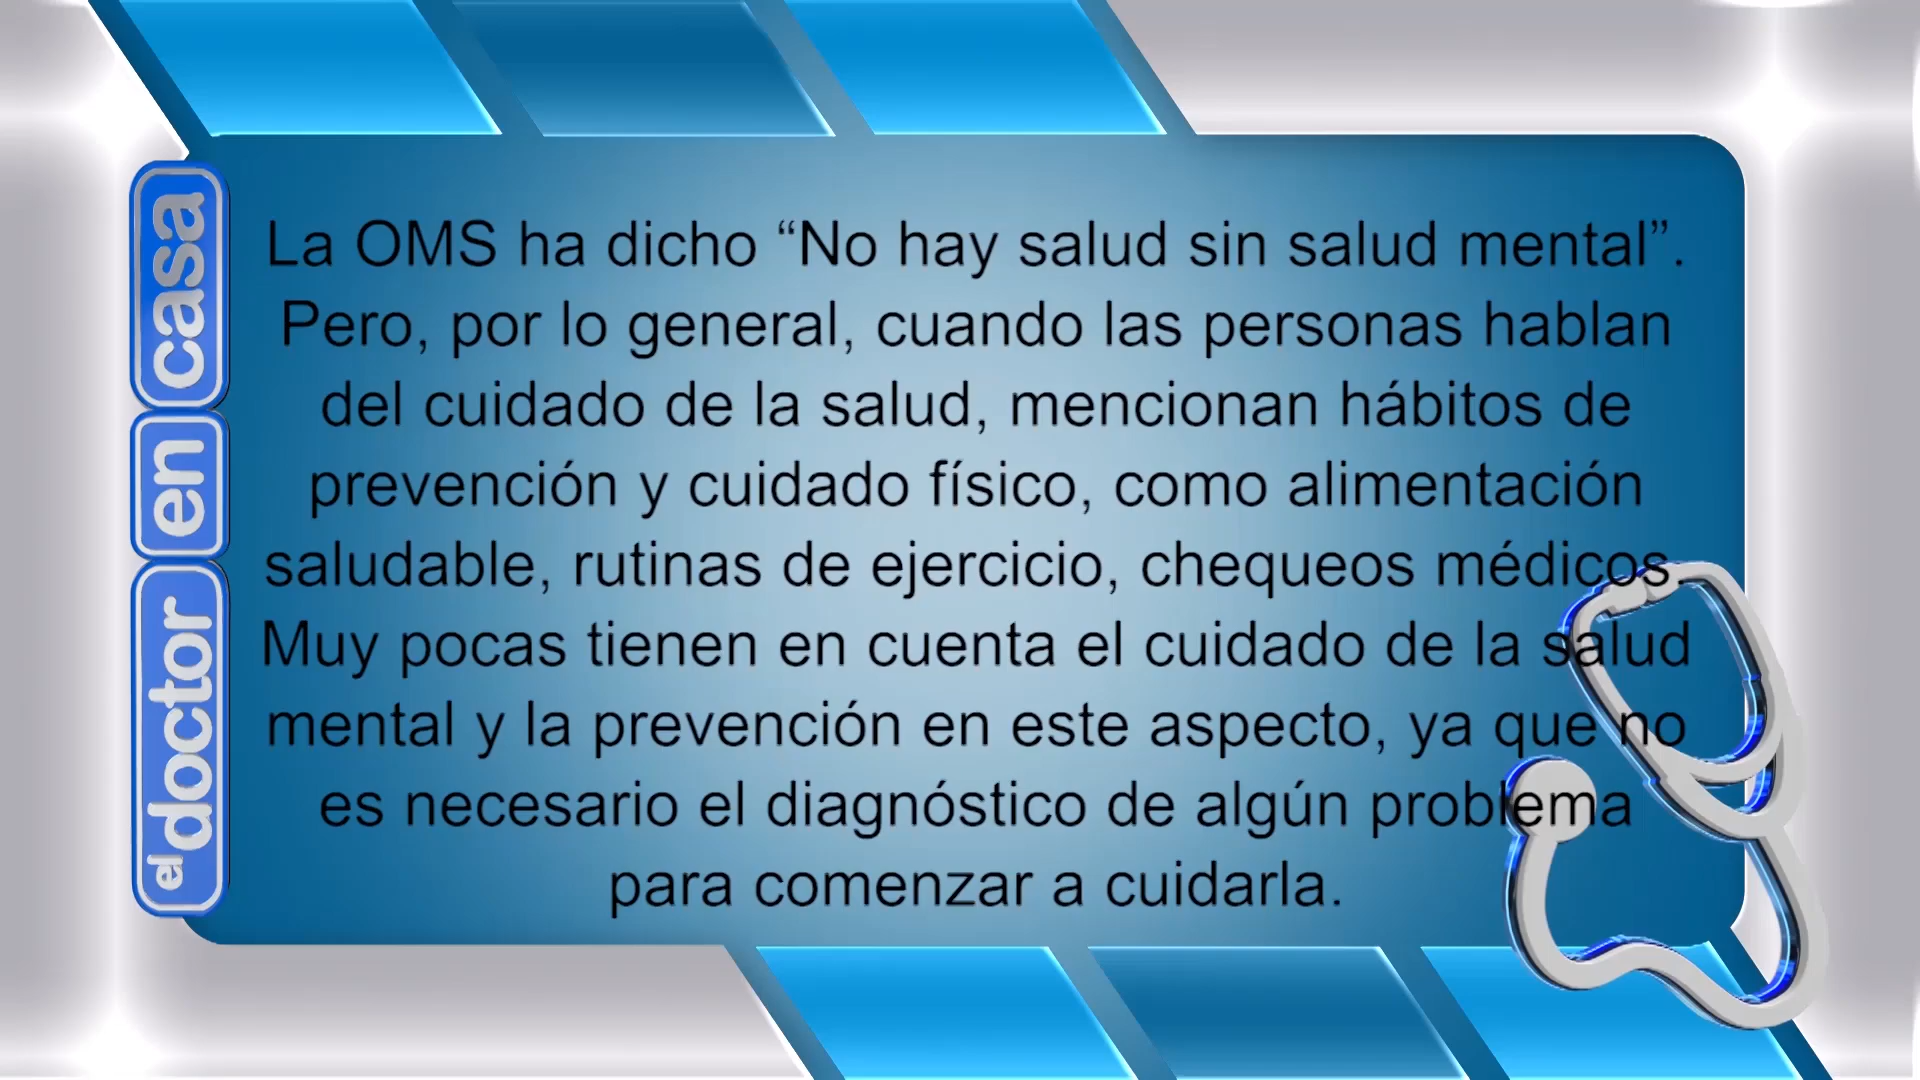 el doctor en casa
La OMS ha dicho “No hay salud sin salud mental”.
Pero, por lo general, cuando las personas hablan
del cuidado de la salud, mencionan hábitos de
prevención y cuidado físico, como alimentación
saludable, rutinas de ejercicio, chequeos médicos.
Muy pocas tienen en cuenta el cuidado de la salud
mental y la prevención en este aspecto, ya que no
es necesario el diagnóstico de algún problema
para comenzar a cuidarla.